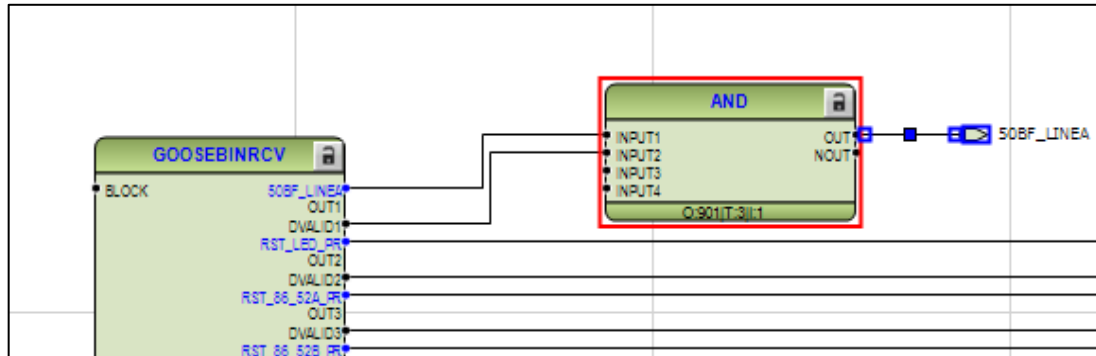 AND
INPUT1
OUT
50BF_LINEA
INPUT2
NOUT
INPUT3
INPUT4
O:901|T:3|I:1
GOOSEBINRCV
BLOCK
50BF_LINEA
OUT1
DVALID1
RST_LED_PR
OUT2
DVALID2
RST_86_52A_PR
OUT3
DVALID3
RST_86_52B_PR